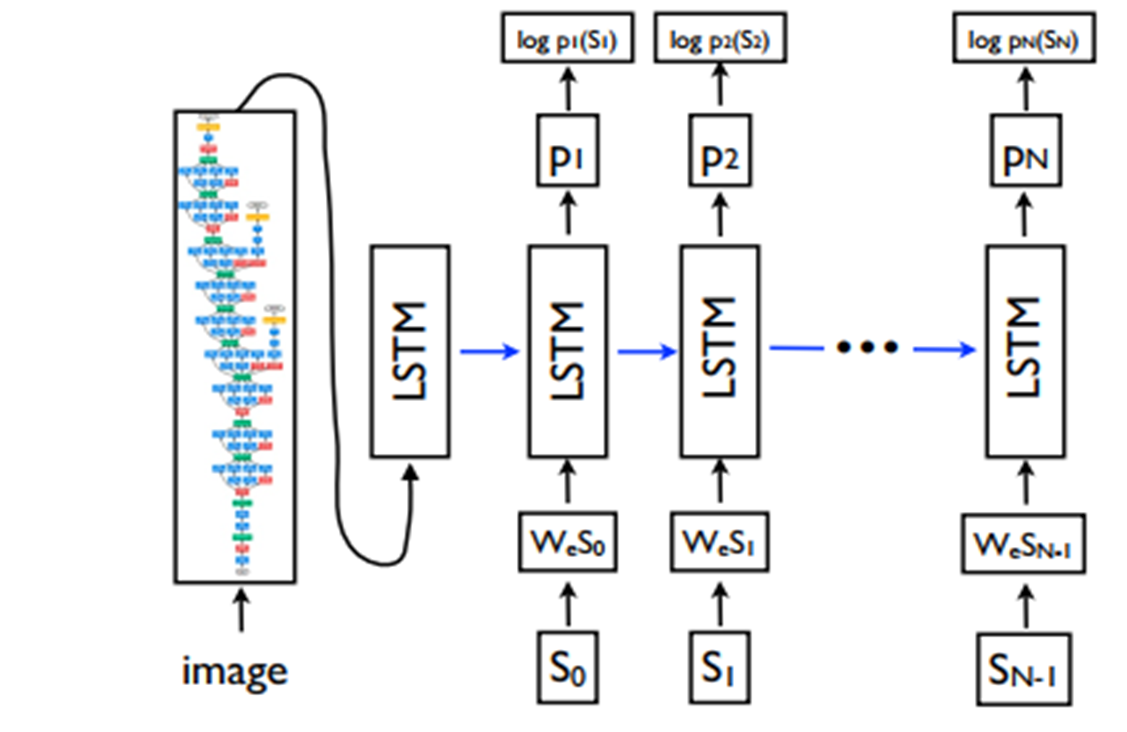 log p1(S1) log p2(S2) log pN(SN)
p1 p2 pN
LSTM LSTM LSTM ••• LSTM
WeS0 WeS1 WeSN-1
image S0 S1 SN-1